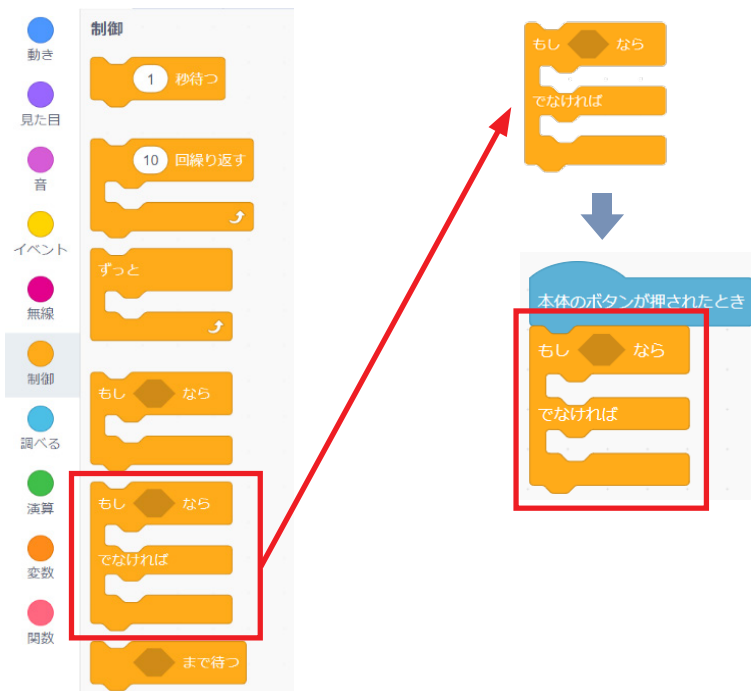 動き
見た目
音
イベント
無線
制御
調べる
演算
変数
関数
制御
1 秒待つ
10 回繰り返す
ずっと
もし なら
もし なら
でなければ
まで待つ
もし なら
でなければ
本体のボタンが押されたとき
もし なら
でなければ